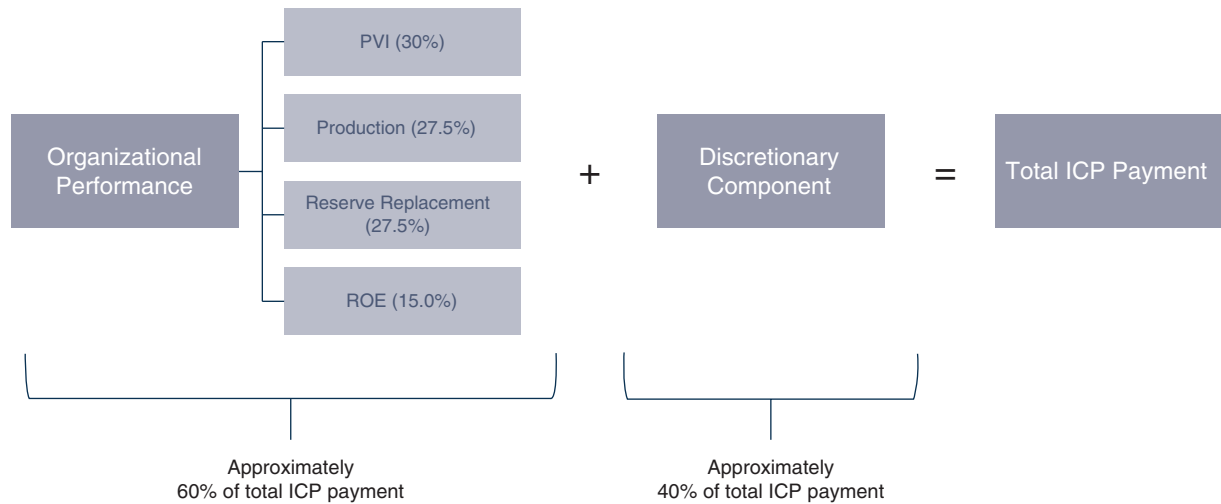 PVI (30%)
Production (27.5%)
Organizational
Performance
Reserve Replacement
(27.5%)
ROE (15.0%)
+
Discretionary
Component
=
Total ICP Payment
Approximately
60% of total ICP payment
Approximately
40% of total ICP payment